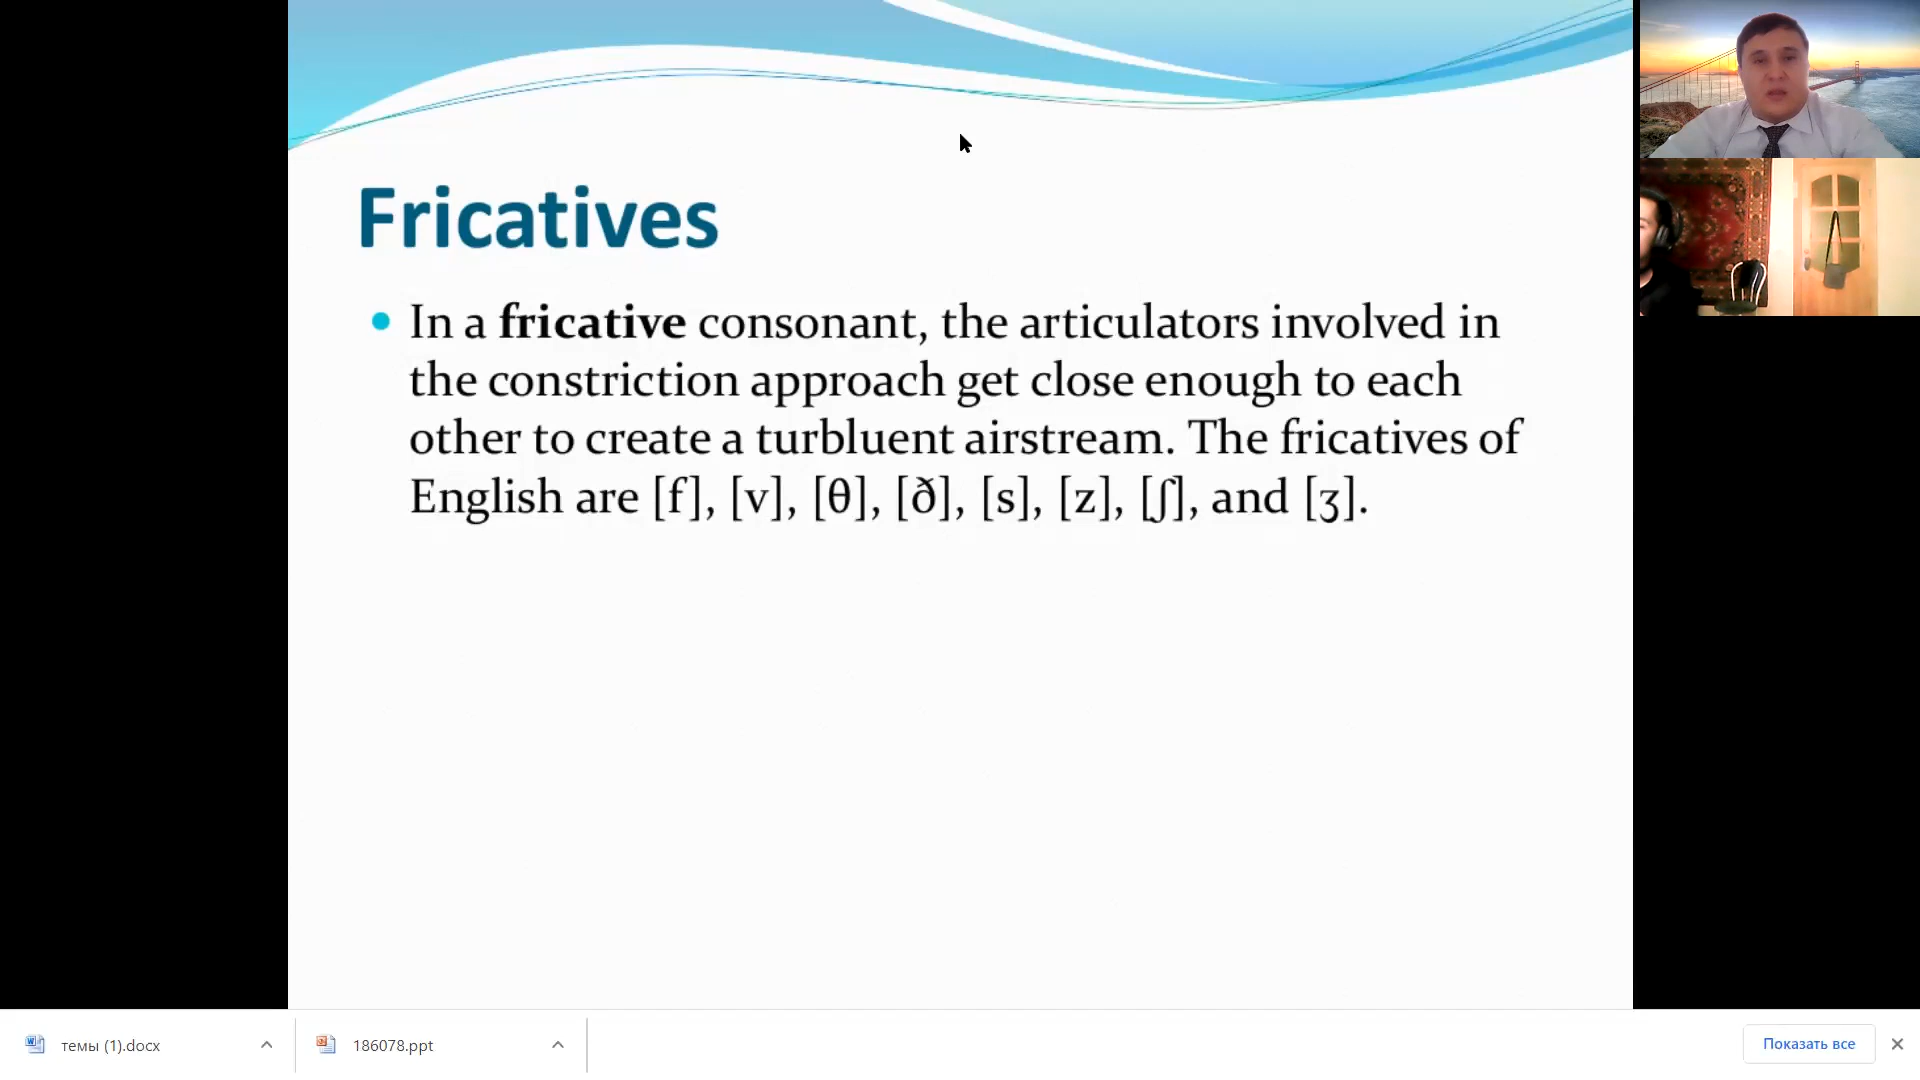 Fricatives
In a fricative consonant, the articulators involved in
the constriction approach get close enough to each
other to create a turbluent airstream. The fricatives of
English are [f], [v], [θ], [ð], [s], [z], [ʃ], and [ʒ].
темы (1).docx
186078.ppt
Показать все